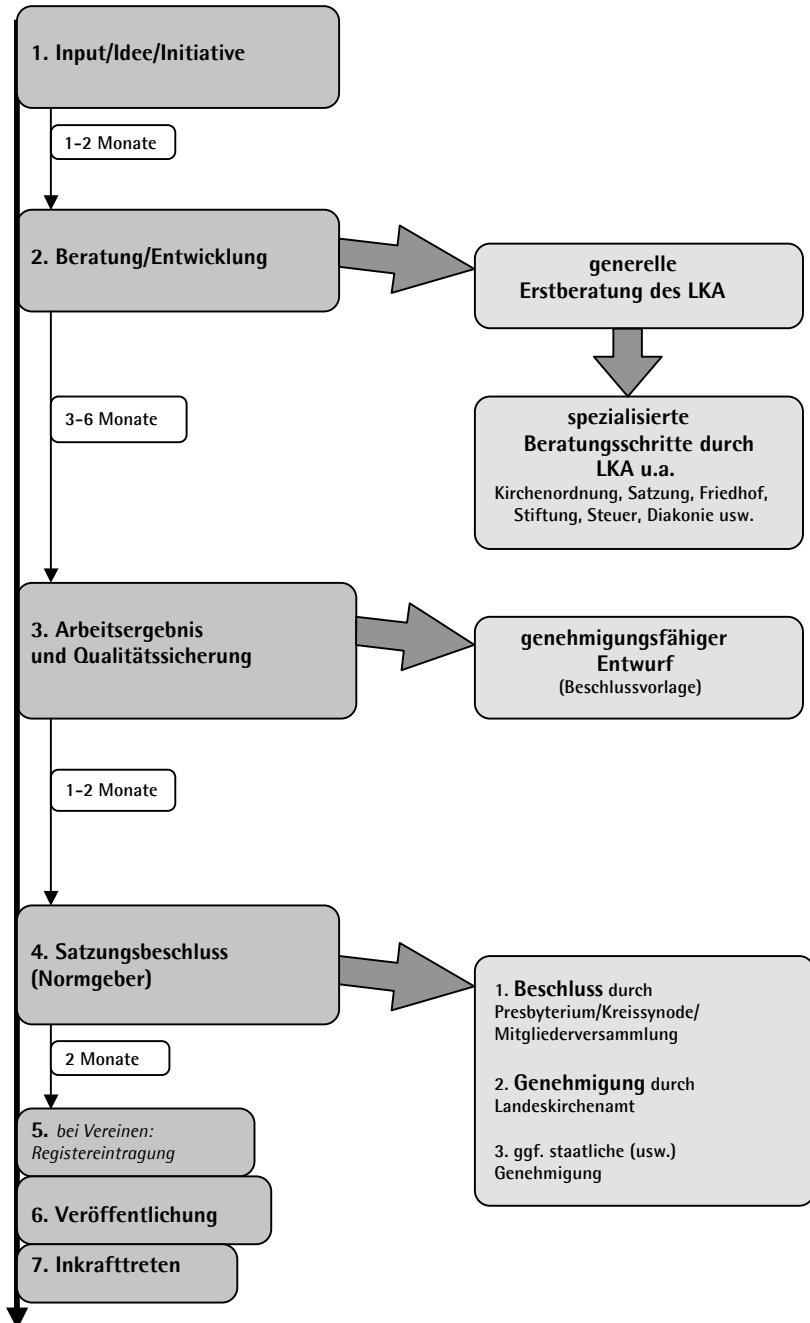 1. Input/Idee/Initiative
1-2 Monate
2. Beratung/Entwicklung
generelle
Erstberatung des LKA
3-6 Monate
spezialisierte
Beratungsschritte durch
LKA u.a.
Kirchenordnung, Satzung, Friedhof,
Stiftung, Steuer, Diakonie usw.
3. Arbeitsergebnis
und Qualitätssicherung
genehmigungsfähiger
Entwurf
(Beschlussvorlage)
1-2 Monate
4. Satzungsbeschluss
(Normgeber)
1. Beschluss durch
Presbyterium/Kreissynode/
Mitgliederversammlung
2. Genehmigung durch
Landeskirchenamt
3. ggf. staatliche (usw.)
Genehmigung
2 Monate
5. bei Vereinen:
Registereintragung
6. Veröffentlichung
7. Inkrafttreten